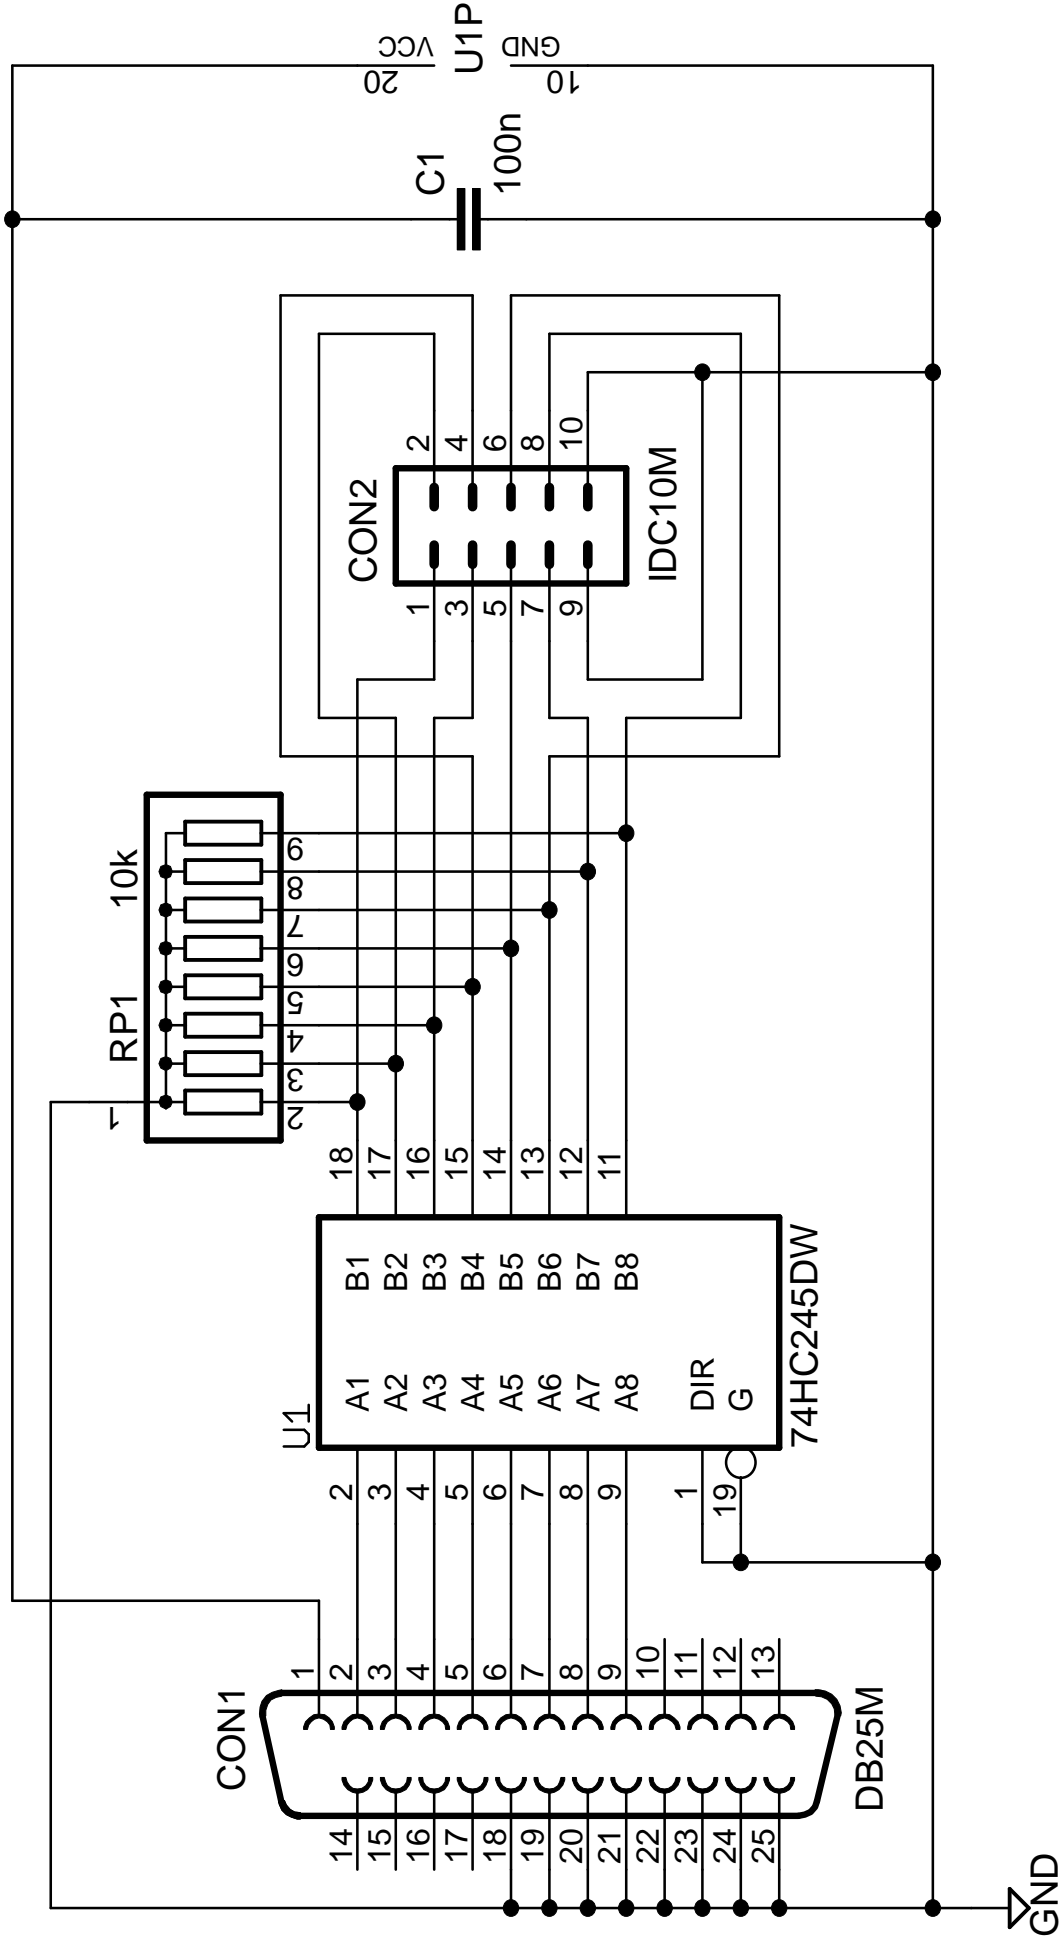 VCC
20
U1P
GND
10
C1
100n
CON2
2
4
6
8
10
1
3
5
7
9
IDC10M
RP1
10k
1
9
8
7
6
5
4
3
2
18
17
16
15
14
13
12
11
U1
B1
B2
B3
B4
B5
B6
B7
B8
A1
A2
A3
A4
A5
A6
A7
A8
DIR
G
74HC245DW
2
3
4
5
6
7
8
9
1
19
CON1
1
2
3
4
5
6
7
8
9
10
11
12
13
14
15
16
17
18
19
20
21
22
23
24
25
DB25M
GND